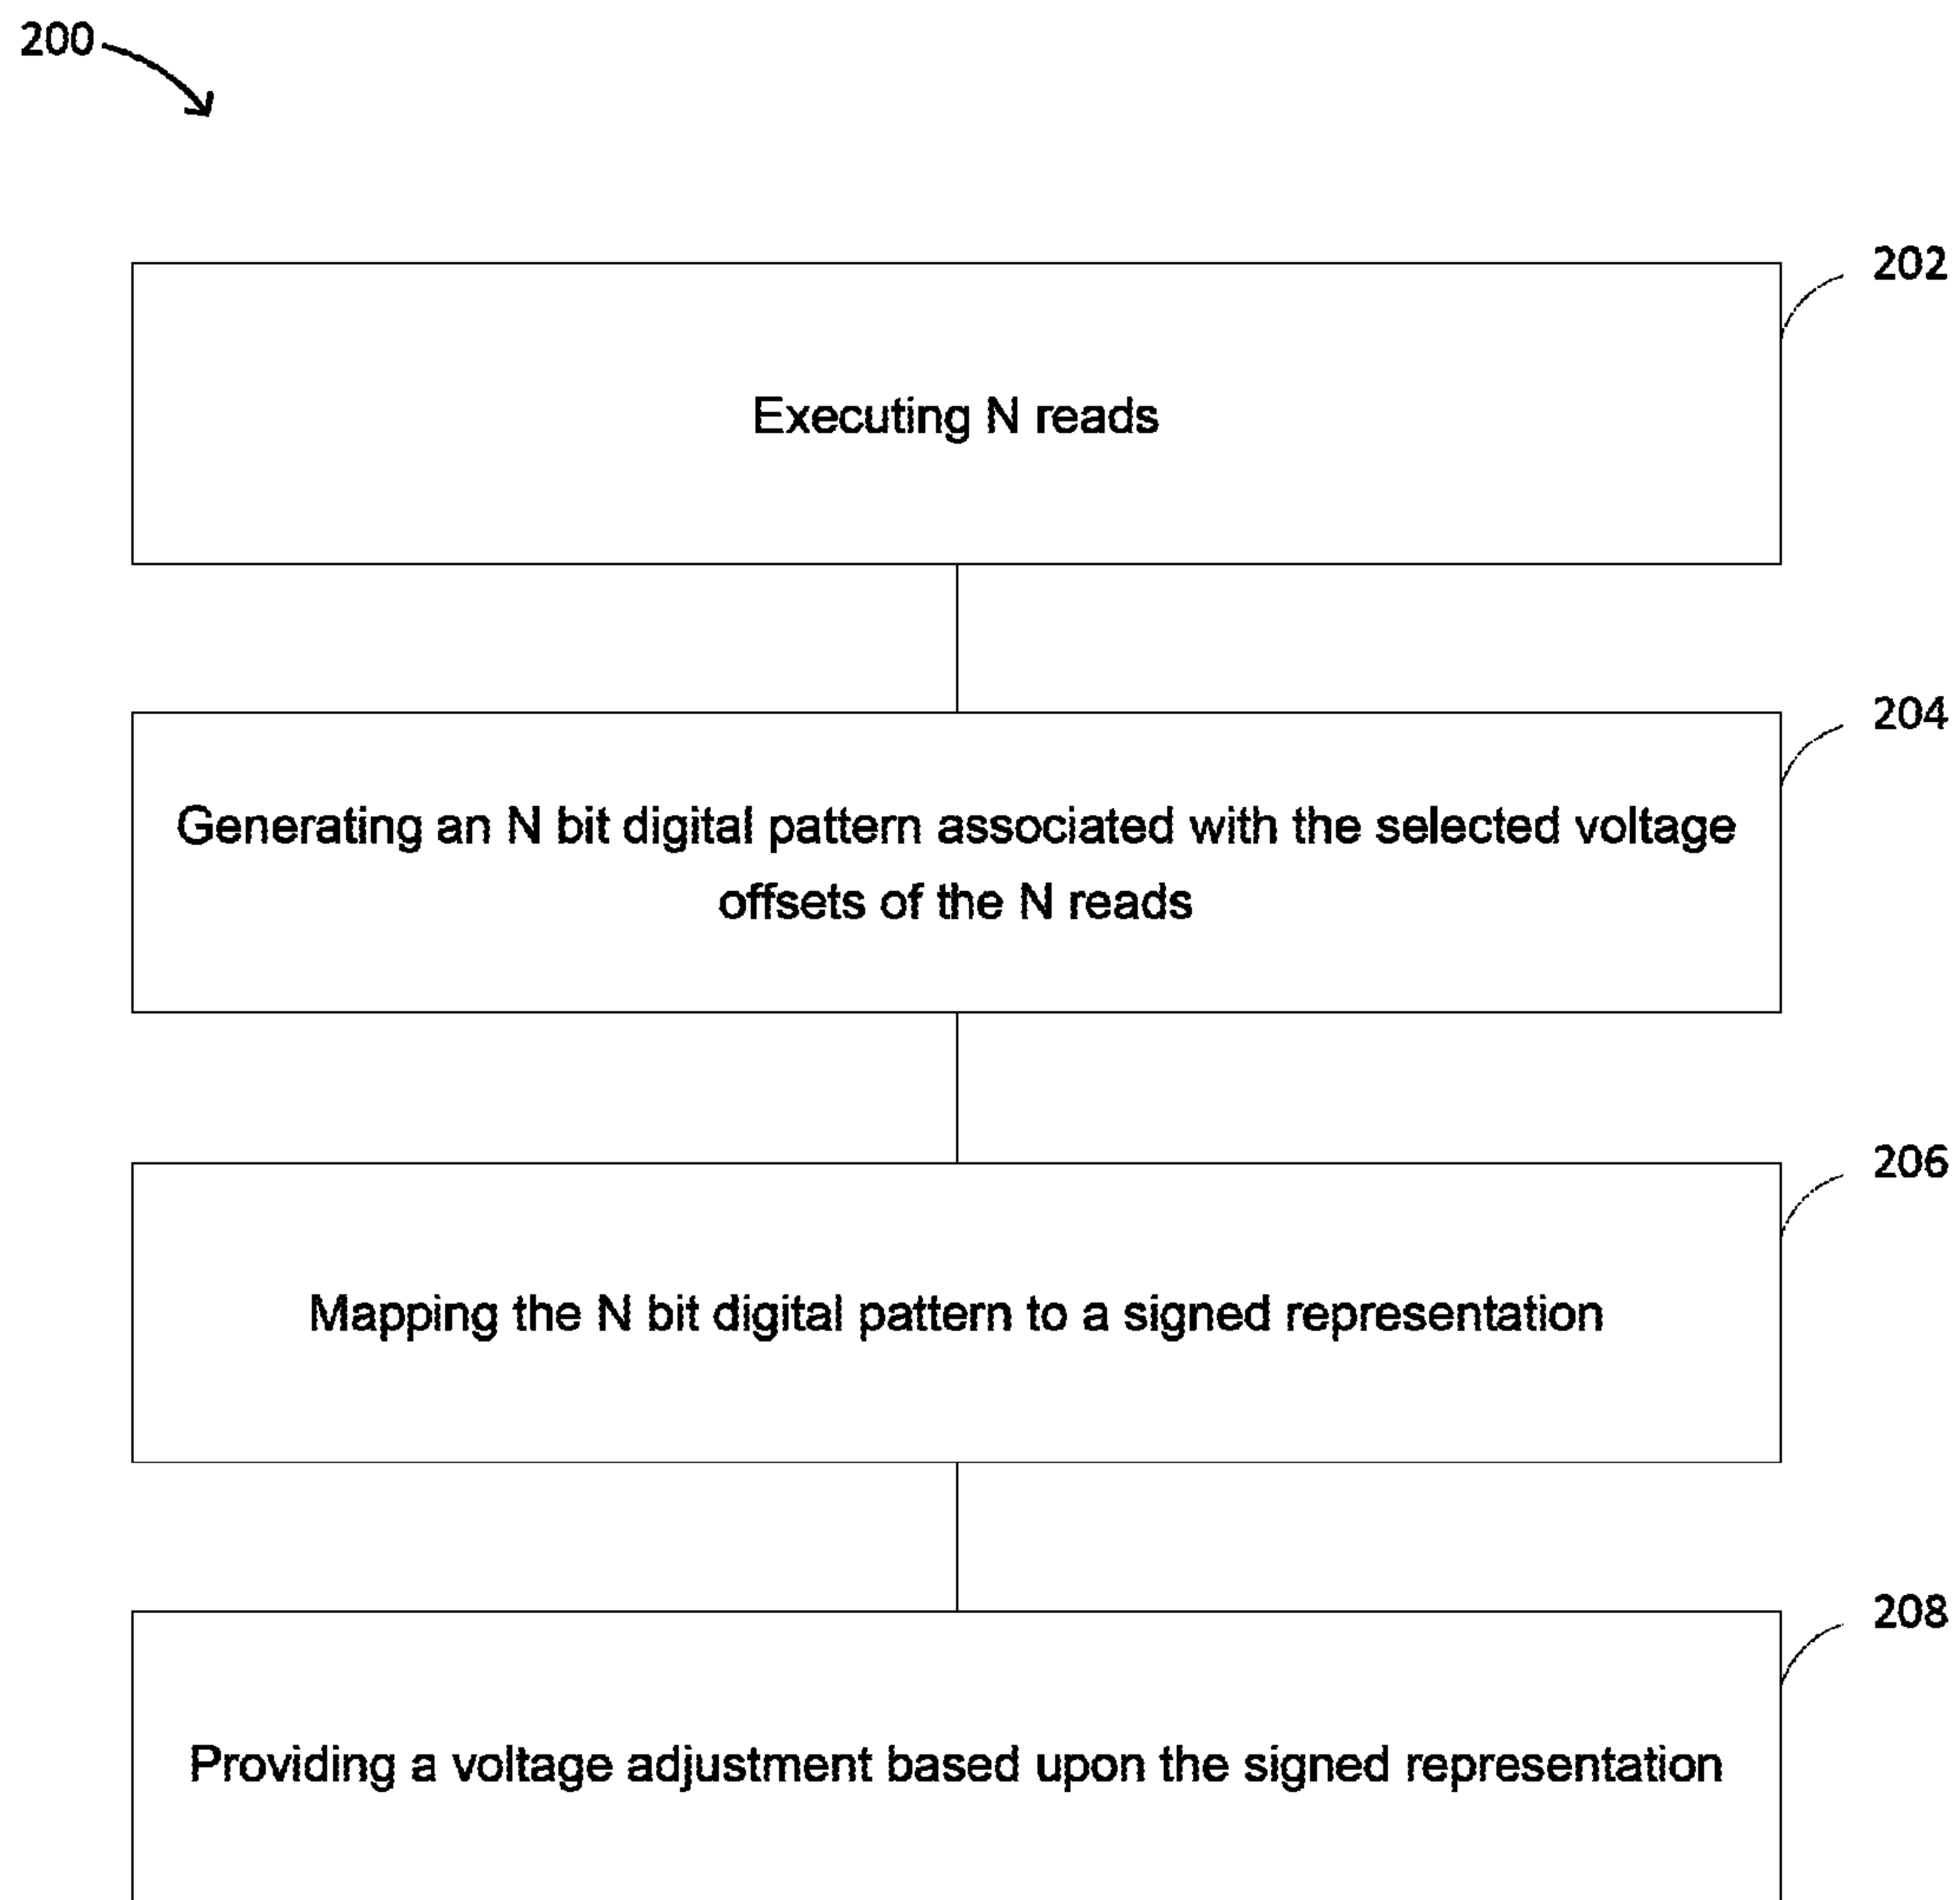 200
202
Executing N reads
204
Generating an N bit digital pattern associated with the selected voltage
offsets of the N reads
206
Mapping the N bit digital pattern to a signed representation
208
Providing a voltage adjustment based upon the signed representation